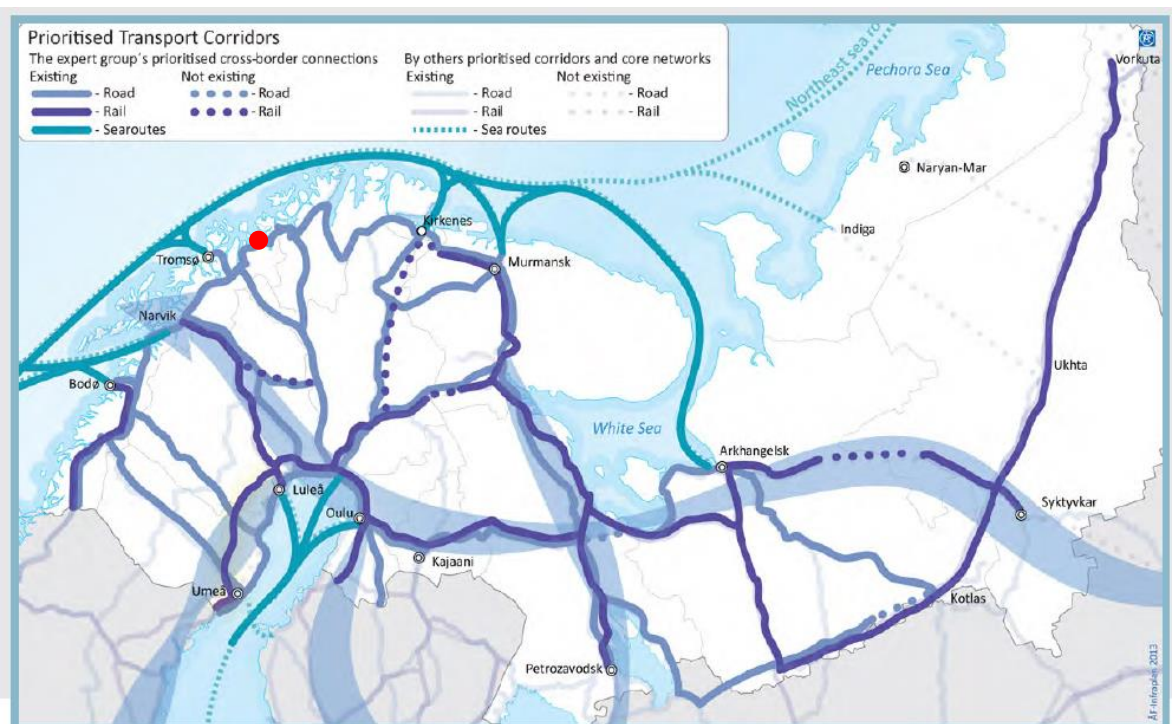 Prioritised Transport Corridors
The expert group's prioritised cross-border connections
Existing
Not existing
- Road
- Road
- Rail
- Rail
- Searoutes
By others prioritised corridors and core networks
Existing
Not existing
- Road
- Road
- Rail
- Rail
- Sea routes
Northeast sea ro
Pechora Sea
Vorkuta
Naryan-Mar
Kirkenes
Indiga
Tromsø
Murmansk
Narvik
Ukhta
Bodø
White Sea
Arkhangelsk
Luleå
Syktyvkar
Oulu
Kajaani
Umeå
Kotlas
Petrozavodsk
ÅF-Infraplan 2013